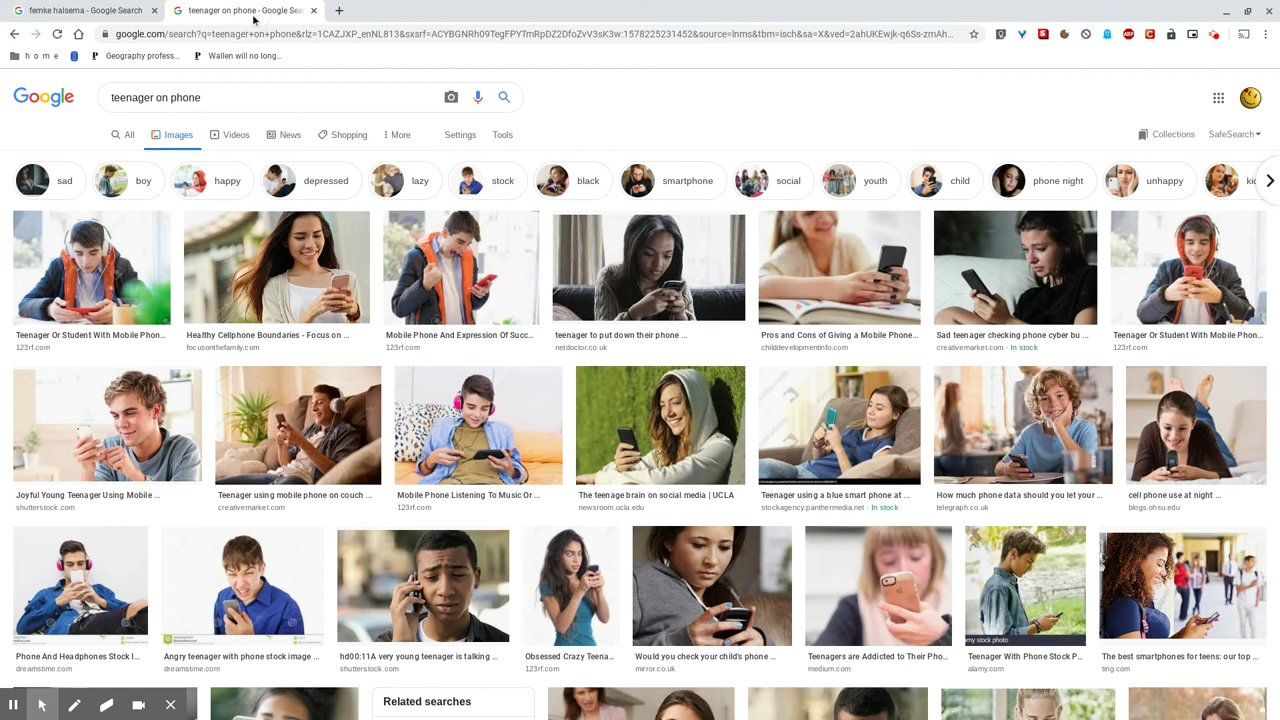 femke halsema - Google Search
teenager on phone - Google Sea
google.com/search?q=teenager+on+phone&rlz=1CAZJXP_enNL813&sxsrf=ACYBGNRh09TegFPYTmRpDZ2DfoZvV3sK3w:1578225231452&source=lnms&tbm=isch&sa=X&ved=2ahUKEwjk-q6Ss-zmAh...
h o m e
Geography profess...
Wallen will no long...
Google
teenager on phone
All
Images
Videos
News
Shopping
More
Settings
Tools
Collections
SafeSearch
sad
boy
happy
depressed
lazy
stock
black
smartphone
social
youth
child
phone night
unhappy
Teenager Or Student With Mobile Phon...
Healthy Cellphone Boundaries - Focus on ...
Mobile Phone And Expression Of Succ...
teenager to put down their phone ...
Pros and Cons of Giving a Mobile Phone...
Sad teenager checking phone cyber bu ...
Teenager Or Student With Mobile Phon...
123rf.com
focusonthefamily.com
123rf.com
netdoctor.co.uk
childdevelopmentinfo.com
creativemarket.com · In stock
123rf.com
Joyful Young Teenager Using Mobile ...
Teenager using mobile phone on couch ...
Mobile Phone Listening To Music Or ...
The teenage brain on social media | UCLA
Teenager using a blue smart phone at ...
How much phone data should you let your ...
cell phone use at night ...
shutterstock.com
creativemarket.com
123rf.com
newsroom.ucla.edu
stockagency.panthermedia.net · In stock
telegraph.co.uk
blogs.ohsu.edu
my stock photo
Phone And Headphones Stock I...
Angry teenager with phone stock image ...
hd00:11A very young teenager is talking ...
Obsessed Crazy Teena...
Would you check your child's phone ...
Teenagers are Addicted to Their Pho...
Teenager With Phone Stock P...
The best smartphones for teens: our top ...
dreamstime.com
dreamstime.com
shutterstock.com
123rf.com
mirror.co.uk
medium.com
alamy.com
ting.com
Related searches